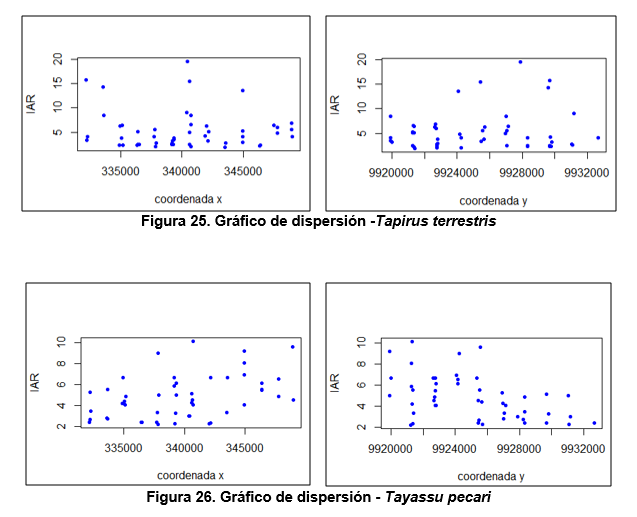 IAR
20
15
10
5
335000 340000 345000
coordenada x
IAR
20
15
10
5
9920000 9924000 9928000 9932000
coordenada y
Figura 25. Gráfico de dispersión -Tapirus terrestris
IAR
10
8
6
4
2
335000 340000 345000
coordenada x
IAR
10
8
6
4
2
9920000 9924000 9928000 9932000
coordenada y
Figura 26. Gráfico de dispersión - Tayassu pecari